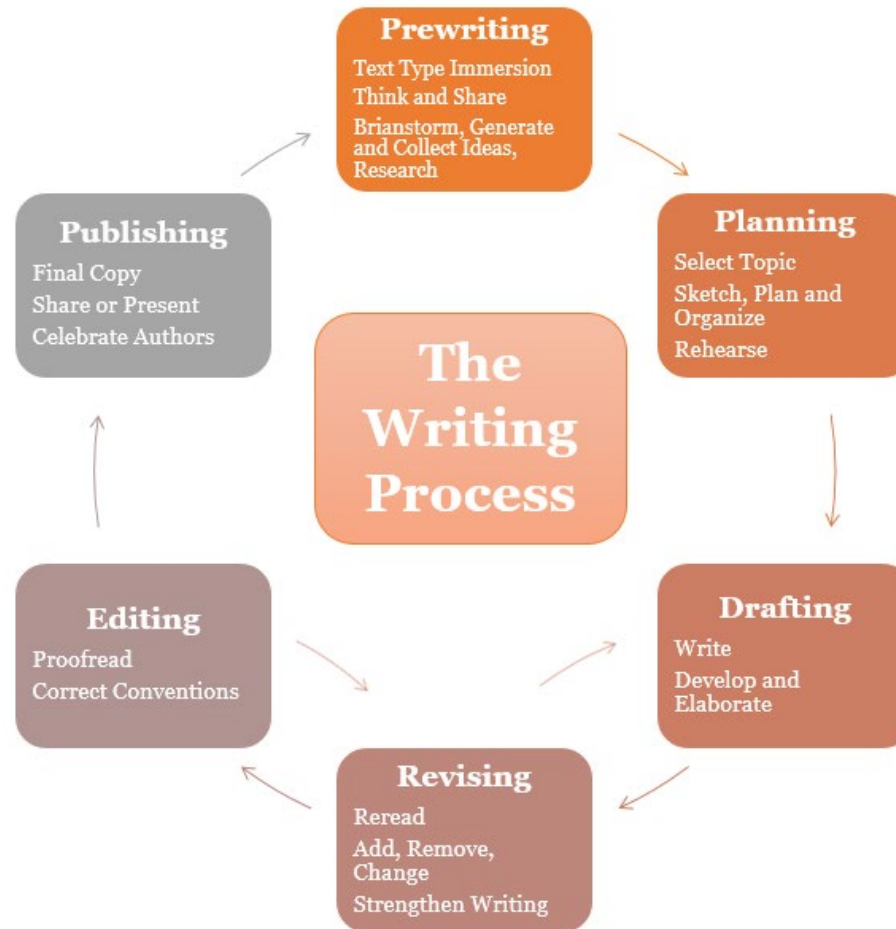 Prewriting
Text Type Immersion
Think and Share
Brianstorm, Generate
and Collect Ideas,
Research
Planning
Select Topic
Sketch, Plan and
Organize
Rehearse
Drafting
Write
Develop and
Elaborate
Revising
Reread
Add, Remove,
Change
Strengthen Writing
Editing
Proofread
Correct Conventions
Publishing
Final Copy
Share or Present
Celebrate Authors
The
Writing
Process